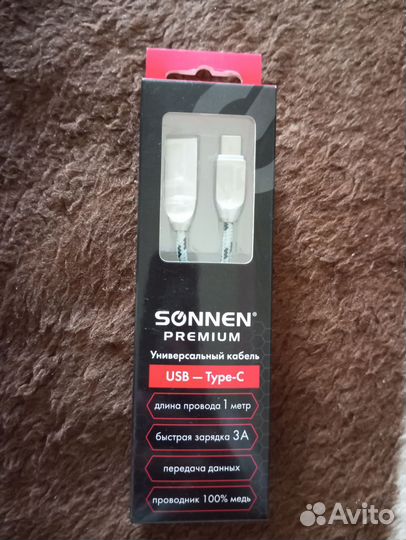 SONNEN®
PREMIUM
Универсальный кабель
USB — Type-C
длина провода 1 метр
быстрая зарядка 3А
передача данных
проводник 100% медь
Avito